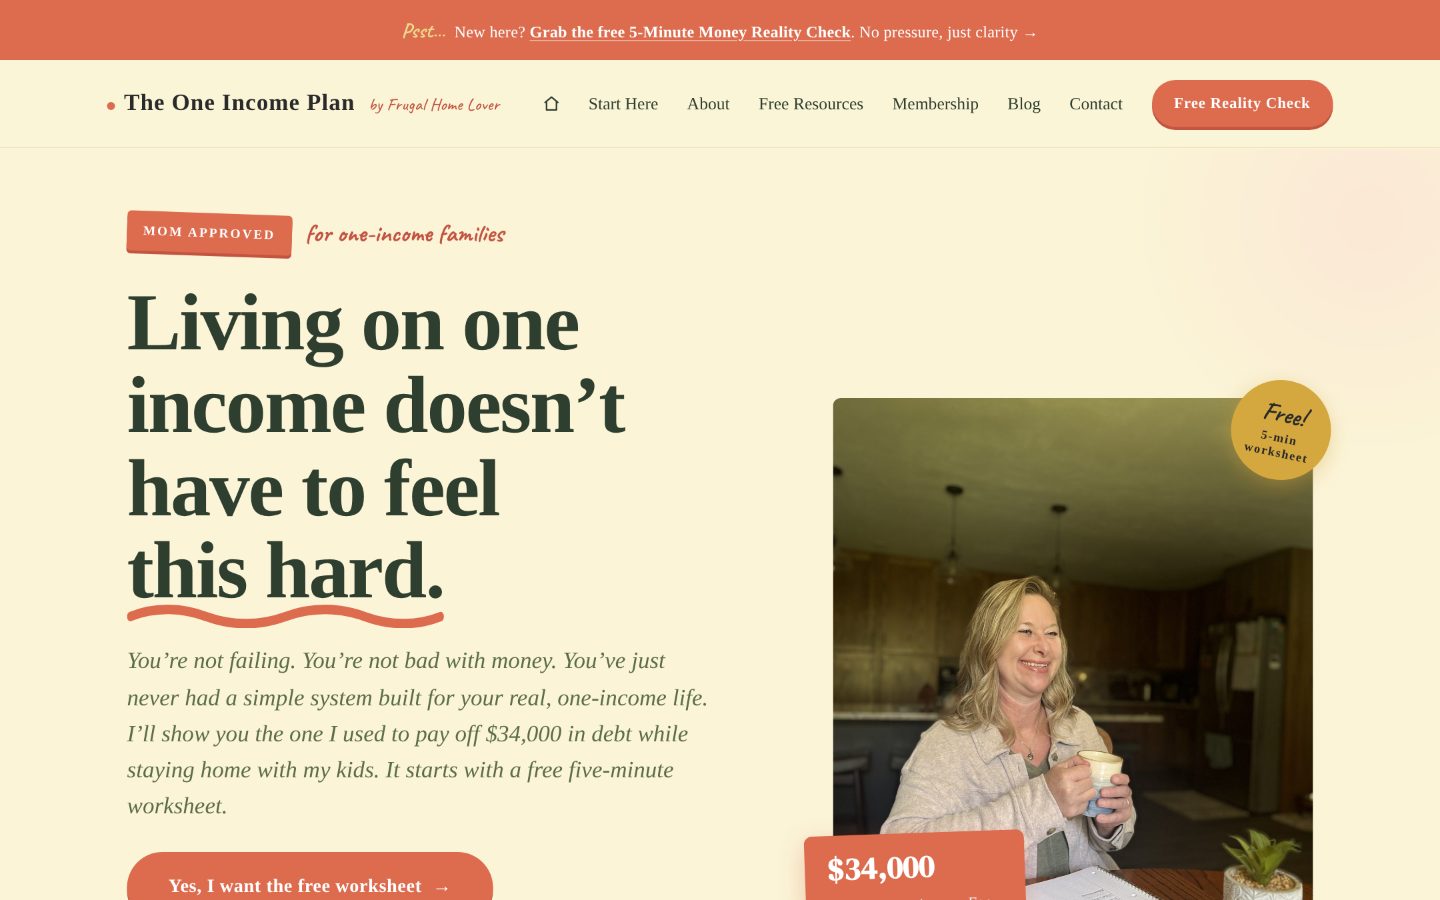 Psst... New here? Grab the free 5-Minute Money Reality Check. No pressure, just clarity →
The One Income Plan by Frugal Home Lover
Start Here About Free Resources Membership Blog Contact Free Reality Check
MOM APPROVED for one-income families
Living on one
income doesn’t
have to feel
this hard.
Free!
5-min
worksheet
You’re not failing. You’re not bad with money. You’ve just
never had a simple system built for your real, one-income life.
I’ll show you the one I used to pay off $34,000 in debt while
staying home with my kids. It starts with a free five-minute
worksheet.
Yes, I want the free worksheet →
$34,000